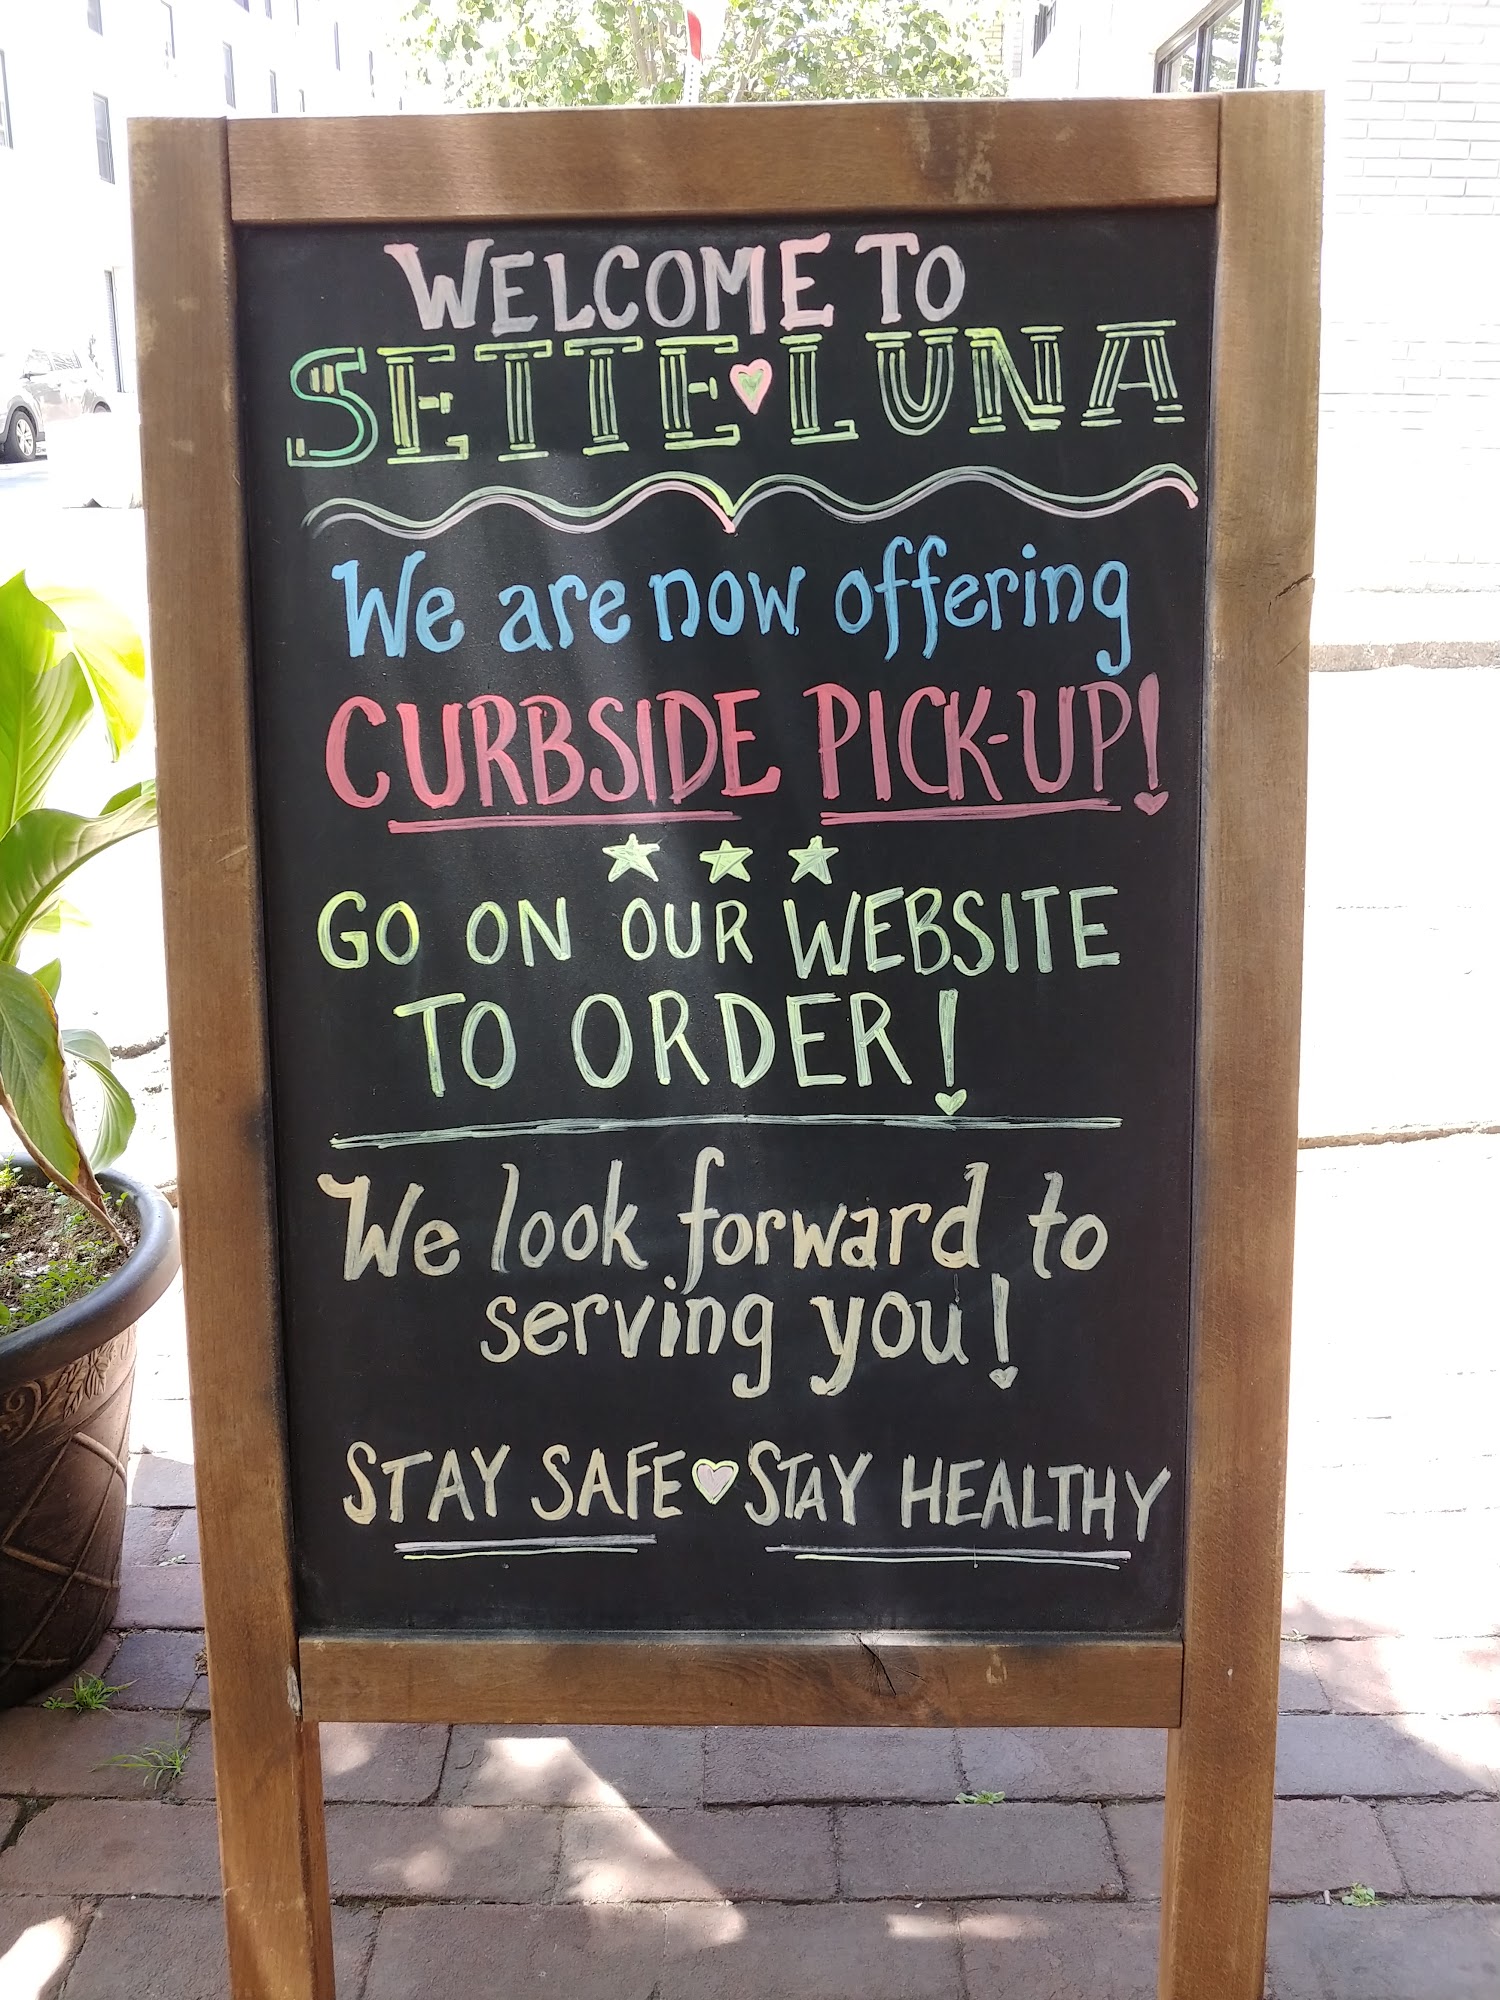 WELCOME TO
SETTE LUNA
We are now offering
CURBSIDE PICK-UP!
GO ON OUR WEBSITE
TO ORDER!
We look forward to
serving you!
STAY SAFE STAY HEALTHY